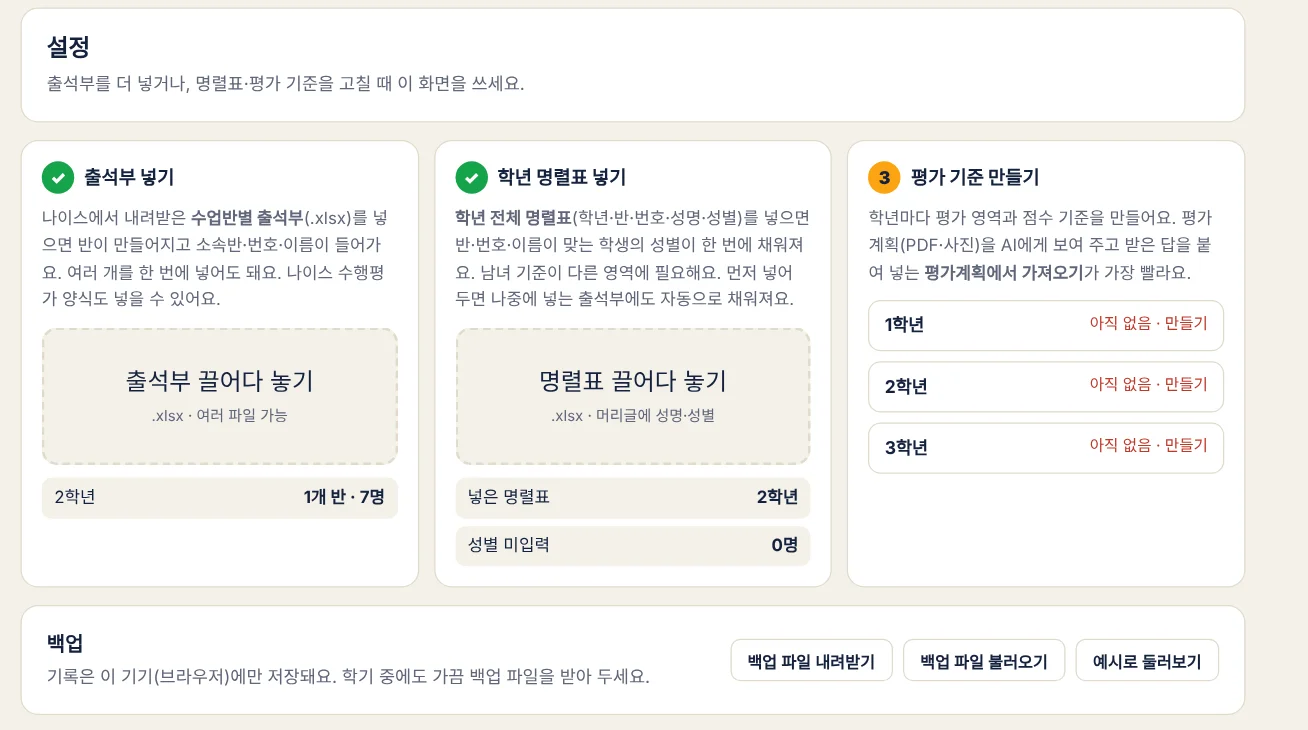 설정
출석부를 더 넣거나, 명렬표·평가 기준을 고칠 때 이 화면을 쓰세요.
출석부 넣기
나이스에서 내려받은 수업반별 출석부(.xlsx)를 넣
으면 반이 만들어지고 소속반·번호·이름이 들어가
요. 여러 개를 한 번에 넣어도 돼요. 나이스 수행평
가 양식도 넣을 수 있어요.
출석부 끌어다 놓기
.xlsx · 여러 파일 가능
2학년 1개 반 · 7명
학년 명렬표 넣기
학년 전체 명렬표(학년·반·번호·성명·성별)를 넣으면
반·번호·이름이 맞는 학생의 성별이 한 번에 채워져
요. 남녀 기준이 다른 영역에 필요해요. 먼저 넣어
두면 나중에 넣는 출석부에도 자동으로 채워져요.
명렬표 끌어다 놓기
.xlsx · 머리글에 성명·성별
넣은 명렬표 2학년
성별 미입력 0명
3 평가 기준 만들기
학년마다 평가 영역과 점수 기준을 만들어요. 평가
계획(PDF·사진)을 AI에게 보여 주고 받은 답을 붙
여 넣는 평가계획에서 가져오기가 가장 빨라요.
1학년 아직 없음 · 만들기
2학년 아직 없음 · 만들기
3학년 아직 없음 · 만들기
백업
기록은 이 기기(브라우저)에만 저장돼요. 학기 중에도 가끔 백업 파일을 받아 두세요.
백업 파일 내려받기 백업 파일 불러오기 예시로 둘러보기